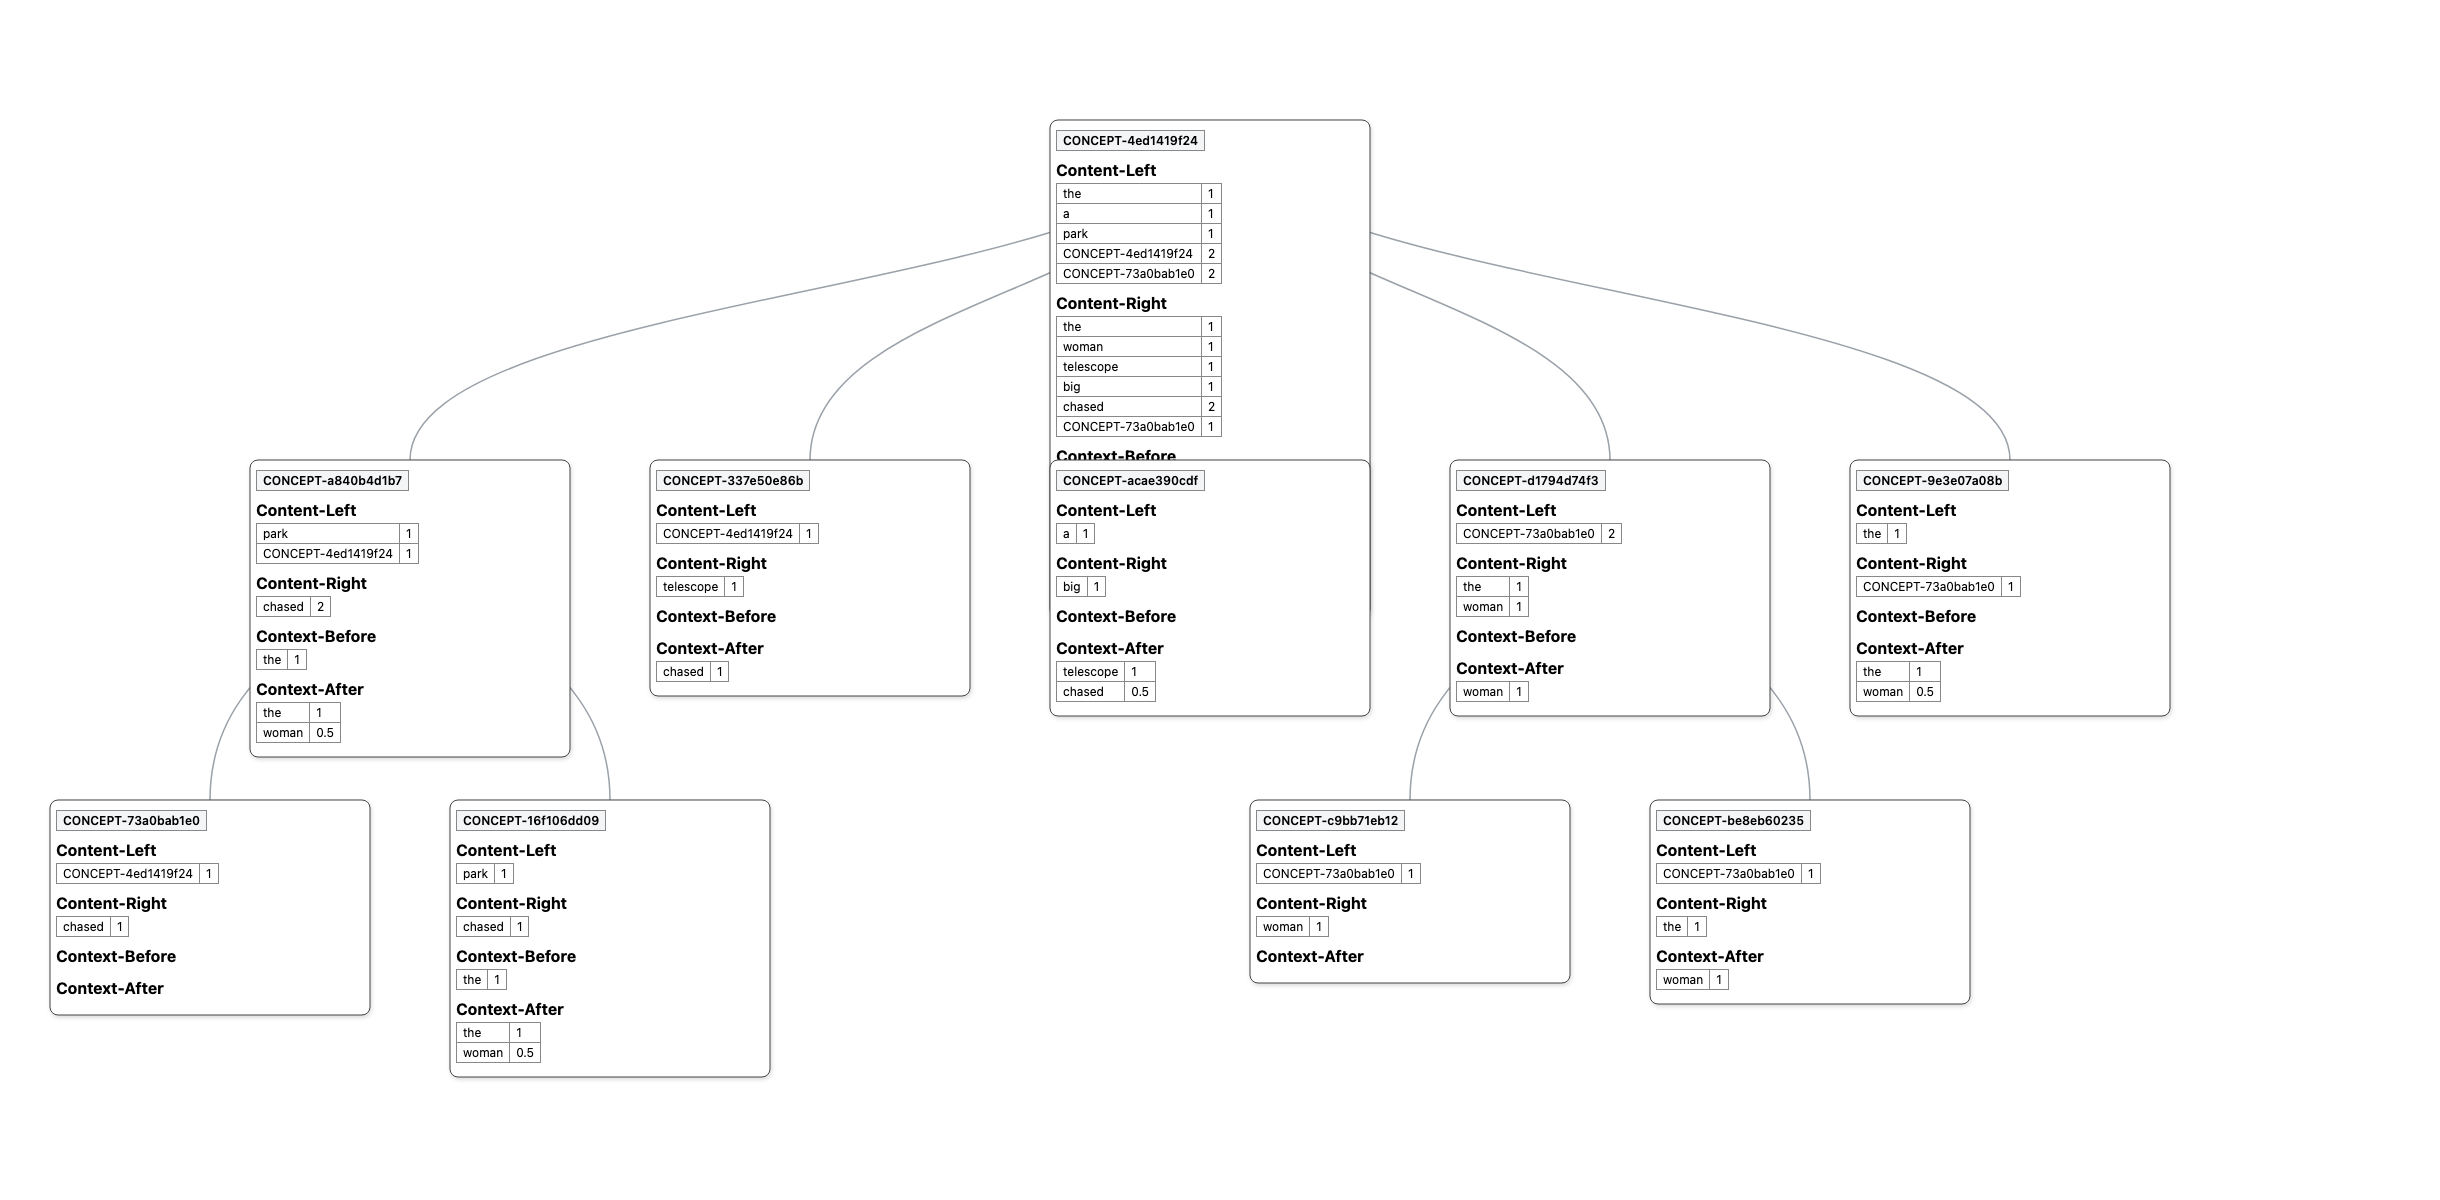 CONCEPT-4ed1419f24
Content-Left
the 1
a 1
park 1
CONCEPT-4ed1419f24 2
CONCEPT-73a0bab1e0 2
Content-Right
the 1
woman 1
telescope 1
big 1
chased 2
CONCEPT-73a0bab1e0 1
Context-Before
CONCEPT-a840b4d1b7
Content-Left
park 1
CONCEPT-4ed1419f24 1
Content-Right
chased 2
Context-Before
the 1
Context-After
the 1
woman 0.5
CONCEPT-337e50e86b
Content-Left
CONCEPT-4ed1419f24 1
Content-Right
telescope 1
Context-Before
Context-After
chased 1
CONCEPT-acae390cdf
Content-Left
a 1
Content-Right
big 1
Context-Before
Context-After
telescope 1
chased 0.5
CONCEPT-d1794d74f3
Content-Left
CONCEPT-73a0bab1e0 2
Content-Right
the 1
woman 1
Context-Before
Context-After
woman 1
CONCEPT-9e3e07a08b
Content-Left
the 1
Content-Right
CONCEPT-73a0bab1e0 1
Context-Before
Context-After
the 1
woman 0.5
CONCEPT-73a0bab1e0
Content-Left
CONCEPT-4ed1419f24 1
Content-Right
chased 1
Context-Before
Context-After
CONCEPT-16f106dd09
Content-Left
park 1
Content-Right
chased 1
Context-Before
the 1
Context-After
the 1
woman 0.5
CONCEPT-c9bb71eb12
Content-Left
CONCEPT-73a0bab1e0 1
Content-Right
woman 1
Context-After
CONCEPT-be8eb60235
Content-Left
CONCEPT-73a0bab1e0 1
Content-Right
the 1
Context-After
woman 1